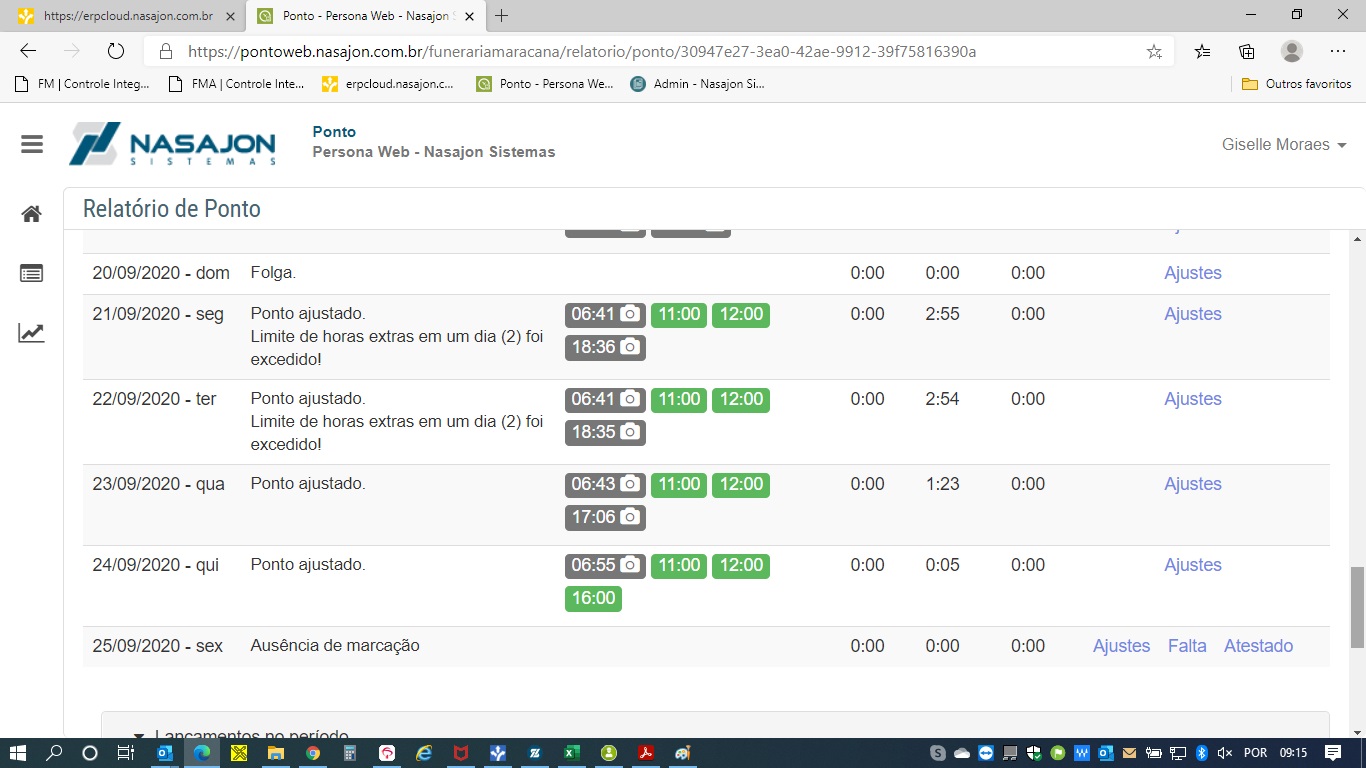 https://erpcloud.nasajon.com.br
Ponto - Persona Web - Nasajon S
https://pontoweb.nasajon.com.br/funerariamaracana/relatorio/ponto/30947e27-3ea0-42ae-9912-39f75816390a
FM | Controle Integ...
FMA | Controle Inte...
erpcloud.nasajon.c...
Ponto - Persona We...
Admin - Nasajon Si...
Outros favoritos
NASAJON
SISTEMAS
Ponto
Persona Web - Nasajon Sistemas
Giselle Moraes
Relatório de Ponto
20/09/2020 - dom Folga. 0:00 0:00 0:00 Ajustes
21/09/2020 - seg Ponto ajustado. 06:41 11:00 12:00 0:00 2:55 0:00 Ajustes
Limite de horas extras em um dia (2) foi
18:36
excedido!
22/09/2020 - ter Ponto ajustado. 06:41 11:00 12:00 0:00 2:54 0:00 Ajustes
Limite de horas extras em um dia (2) foi
18:35
excedido!
23/09/2020 - qua Ponto ajustado. 06:43 11:00 12:00 0:00 1:23 0:00 Ajustes
17:06
24/09/2020 - qui Ponto ajustado. 06:55 11:00 12:00 0:00 0:05 0:00 Ajustes
16:00
25/09/2020 - sex Ausência de marcação 0:00 0:00 0:00 Ajustes Falta Atestado
Lançamentos no período
POR 09:15